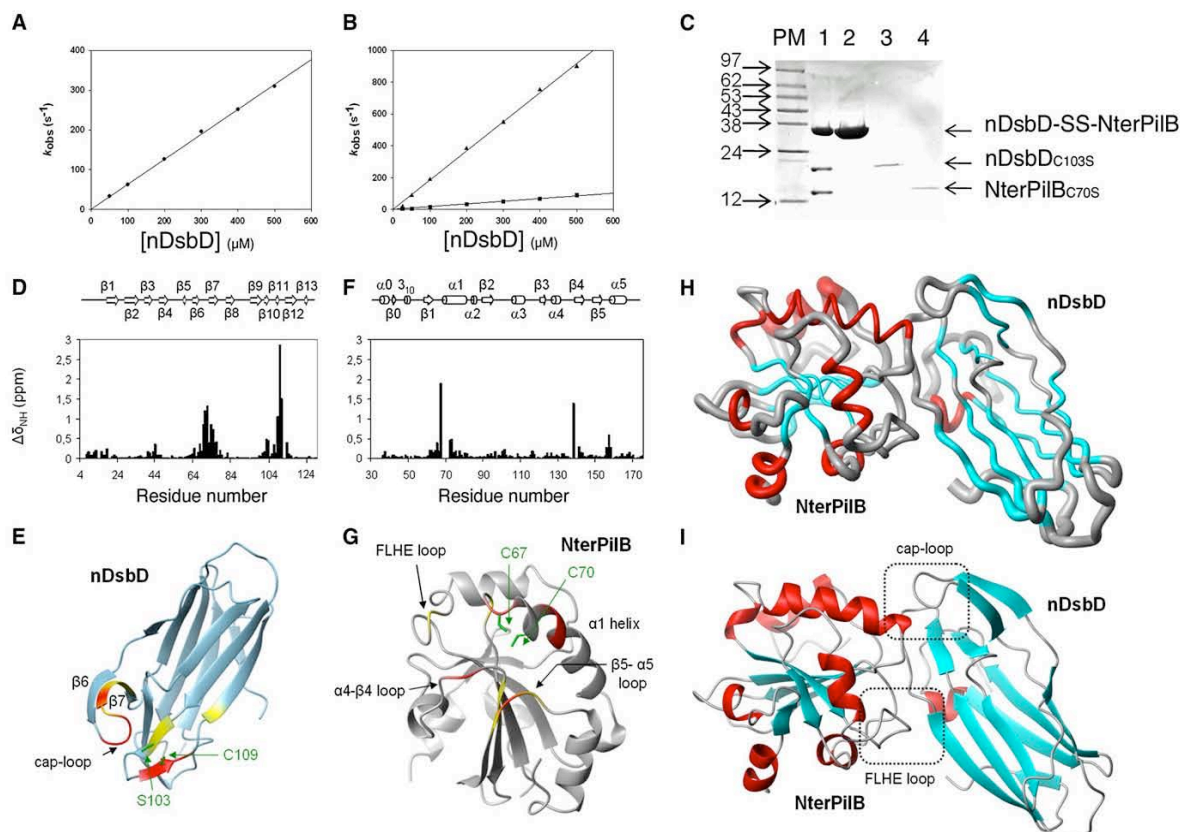 A
k_obs (s⁻¹)
400
300
200
100
0
0 100 200 300 400 500 600
[nDsbD] (µM)
B
k_obs (s⁻¹)
1000
800
600
400
200
0
0 100 200 300 400 500 600
[nDsbD] (µM)
C
PM 1 2 3 4
97
62
53
43
38
24
12
nDsbD-SS-NterPilB
nDsbD_C103S
NterPilB_C70S
D
β1 β3 β5 β7 β9 β11 β13
β2 β4 β6 β8 β10 β12
Δδ_NH (ppm)
3
2,5
2
1,5
1
0,5
0
4 24 44 64 84 104 124
Residue number
F
α0 3₁₀ α1 β2 β3 β4 α5
β0 β1 α2 α3 α4 β5
3
2,5
2
1,5
1
0,5
0
30 50 70 90 110 130 150 170
Residue number
E
nDsbD
β6
β7
cap-loop
C109
S103
G
FLHE loop
NterPilB
C67
C70
α1 helix
β5- α5
loop
α4-β4 loop
H
nDsbD
NterPilB
I
cap-loop
nDsbD
FLHE loop
NterPilB